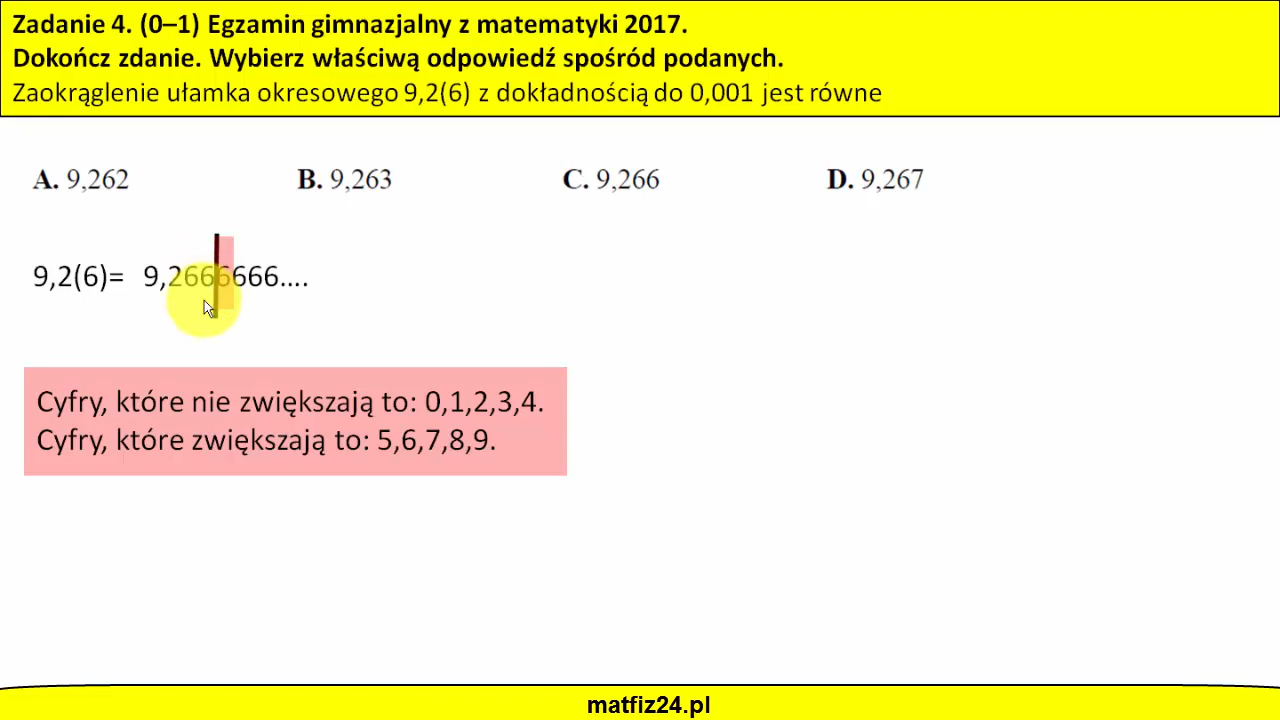 Zadanie 4. (0–1) Egzamin gimnazjalny z matematyki 2017.
Dokończ zdanie. Wybierz właściwą odpowiedź spośród podanych.
Zaokrąglenie ułamka okresowego 9,2(6) z dokładnością do 0,001 jest równe
A. 9,262 B. 9,263 C. 9,266 D. 9,267
9,2(6)= 9,2666666....
Cyfry, które nie zwiększają to: 0,1,2,3,4.
Cyfry, które zwiększają to: 5,6,7,8,9.
matfiz24.pl